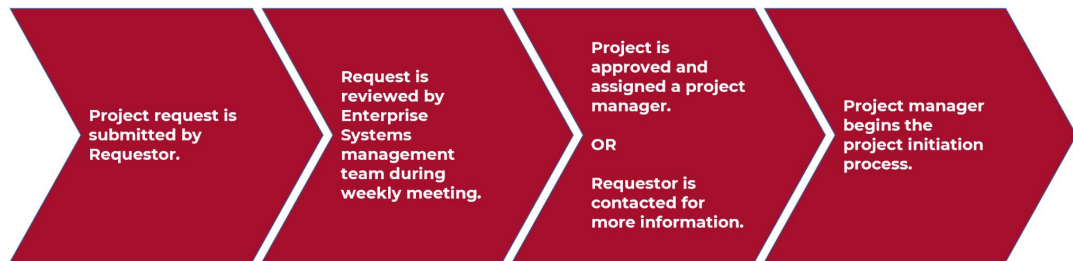 Project request is
submitted by
Requestor.
Request is
reviewed by
Enterprise
Systems
management
team during
weekly meeting.
Project is
approved and
assigned a project
manager.
OR
Requestor is
contacted for
more information.
Project manager
begins the
project initiation
process.